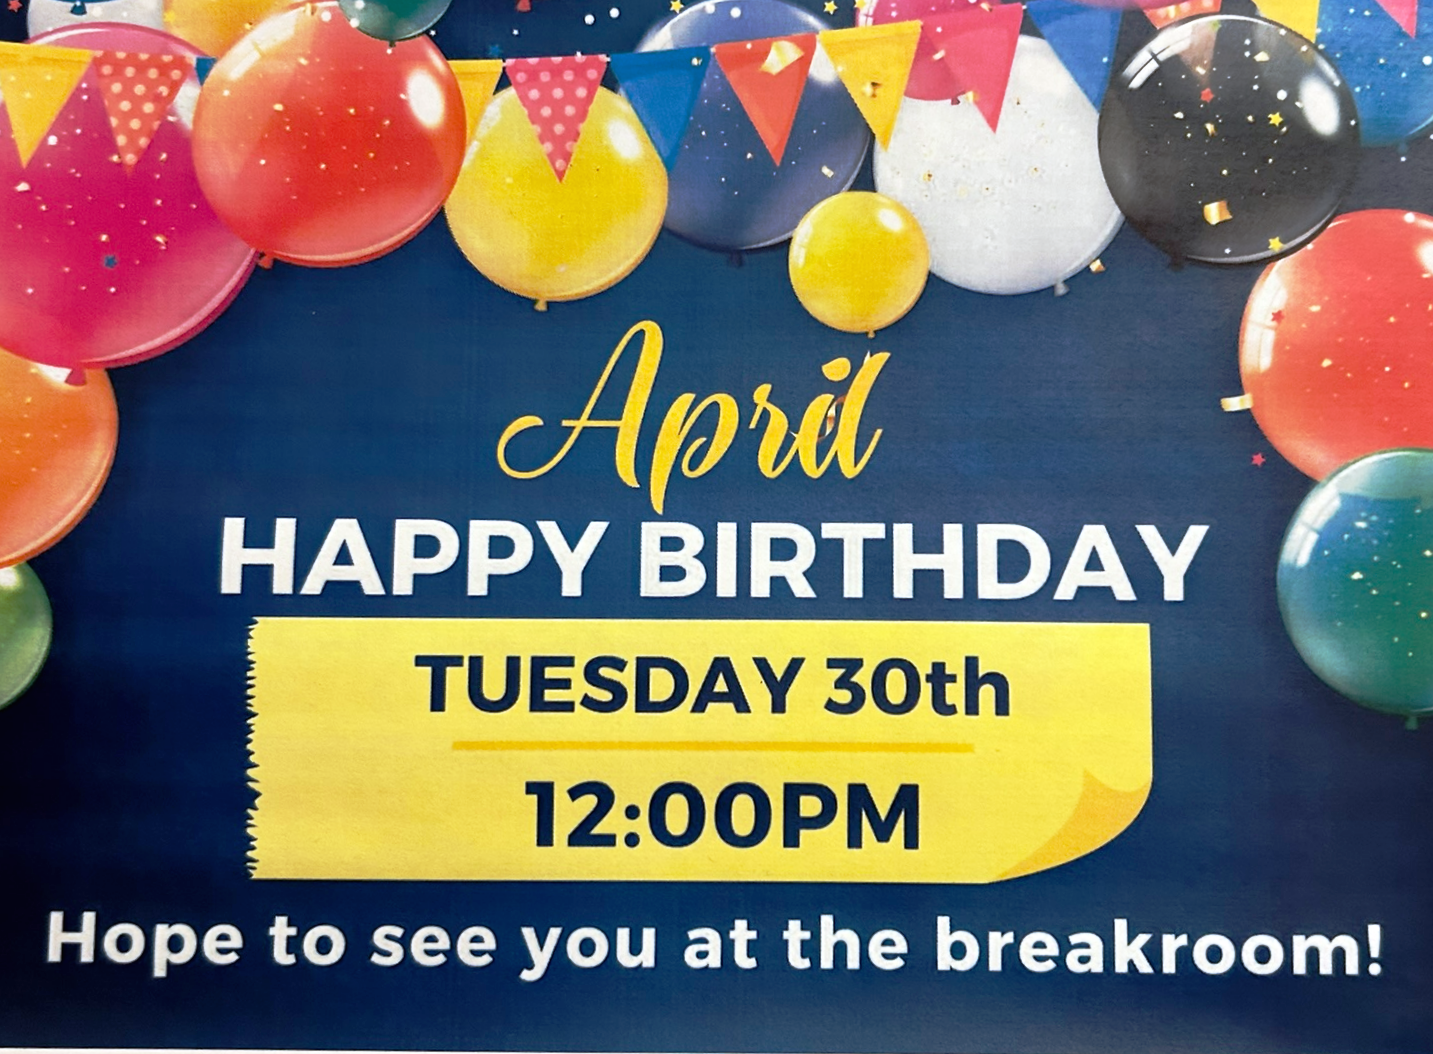 April
HAPPY BIRTHDAY
TUESDAY 30th
12:00PM
Hope to see you at the breakroom!